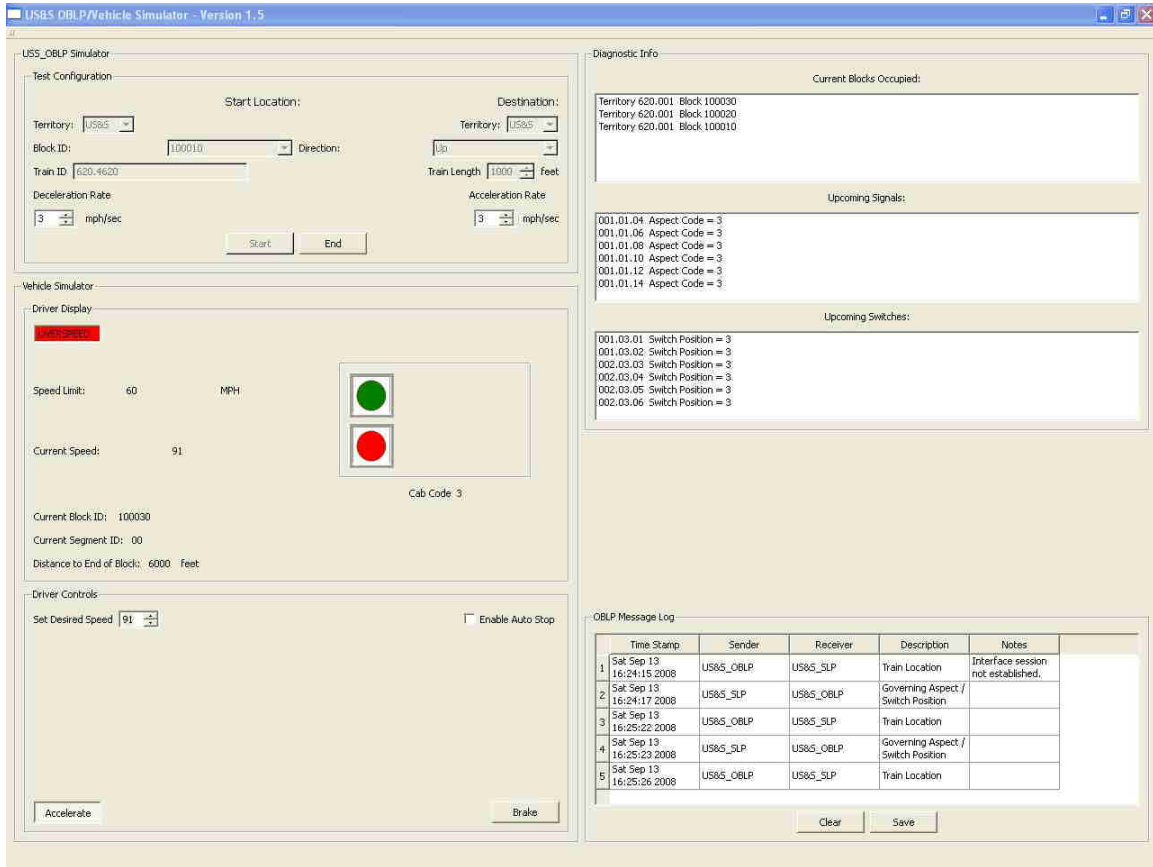 US&S OBLP/Vehicle Simulator - Version 1.5
USS_OBLP Simulator
Test Configuration
Start Location:
Destination:
Territory: US&S
Territory: US&S
Block ID: 100010
Direction: Up
Train ID 620.4620
Train Length 1000 feet
Deceleration Rate
Acceleration Rate
3 mph/sec
3 mph/sec
Start
End
Vehicle Simulator
Driver Display
OVERSPEED
Speed Limit: 60 MPH
Current Speed: 91
Cab Code 3
Current Block ID: 100030
Current Segment ID: 00
Distance to End of Block: 6000 feet
Driver Controls
Set Desired Speed 91
Enable Auto Stop
Accelerate
Brake
Diagnostic Info
Current Blocks Occupied:
Territory 620.001 Block 100030
Territory 620.001 Block 100020
Territory 620.001 Block 100010
Upcoming Signals:
001.01.04 Aspect Code = 3
001.01.06 Aspect Code = 3
001.01.08 Aspect Code = 3
001.01.10 Aspect Code = 3
001.01.12 Aspect Code = 3
001.01.14 Aspect Code = 3
Upcoming Switches:
001.03.01 Switch Position = 3
001.03.02 Switch Position = 3
002.03.03 Switch Position = 3
002.03.04 Switch Position = 3
002.03.05 Switch Position = 3
002.03.06 Switch Position = 3
OBLP Message Log
Time Stamp Sender Receiver Description Notes
1 Sat Sep 13 16:24:15 2008 US&S_OBLP US&S_SLP Train Location Interface session not established.
2 Sat Sep 13 16:24:17 2008 US&S_SLP US&S_OBLP Governing Aspect / Switch Position
3 Sat Sep 13 16:25:22 2008 US&S_OBLP US&S_SLP Train Location
4 Sat Sep 13 16:25:23 2008 US&S_SLP US&S_OBLP Governing Aspect / Switch Position
5 Sat Sep 13 16:25:26 2008 US&S_OBLP US&S_SLP Train Location
Clear
Save